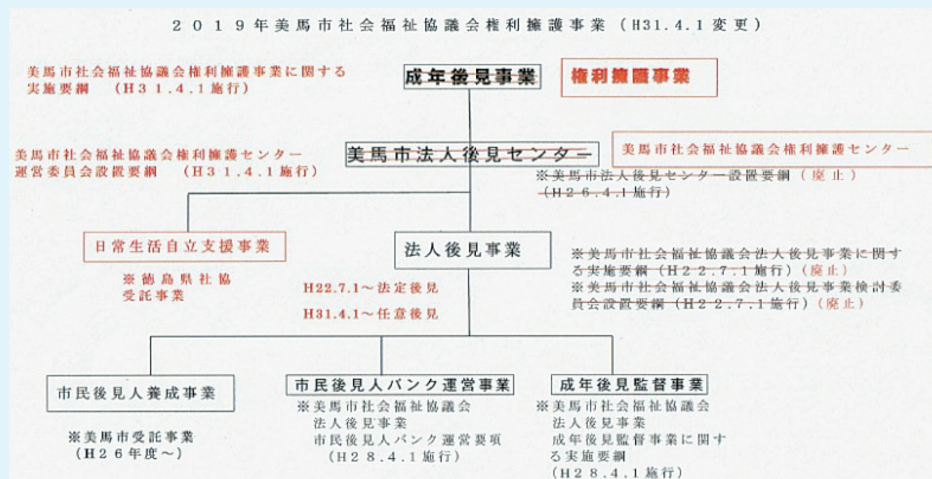 2019年美馬市社会福祉協議会権利擁護事業(H31.4.1変更)
美馬市社会福祉協議会権利擁護事業に関する
実施要綱 (H31.4.1施行)
成年後見事業
権利擁護事業
美馬市社会福祉協議会権利擁護センター
運営委員会設置要綱 (H31.4.1施行)
美馬市法人後見センター
美馬市社会福祉協議会権利擁護センター
※美馬市法人後見センター設置要綱(廃止)
(H26.4.1施行)
日常生活自立支援事業
※徳島県社協
受託事業
法人後見事業
H22.7.1~法定後見
H31.4.1~任意後見
※美馬市社会福祉協議会法人後見事業に関す
る実施要綱(H22.7.1施行)(廃止)
※美馬市社会福祉協議会法人後見事業検討委
員会設置要綱(H22.7.1施行)(廃止)
市民後見人養成事業
※美馬市受託事業
(H26年度~)
市民後見人バンク運営事業
※美馬市社会福祉協議会
法人後見事業
市民後見人バンク運営要項
(H28.4.1施行)
成年後見監督事業
※美馬市社会福祉協議会
法人後見事業
成年後見監督事業に関す
る実施要綱
(H28.4.1施行)